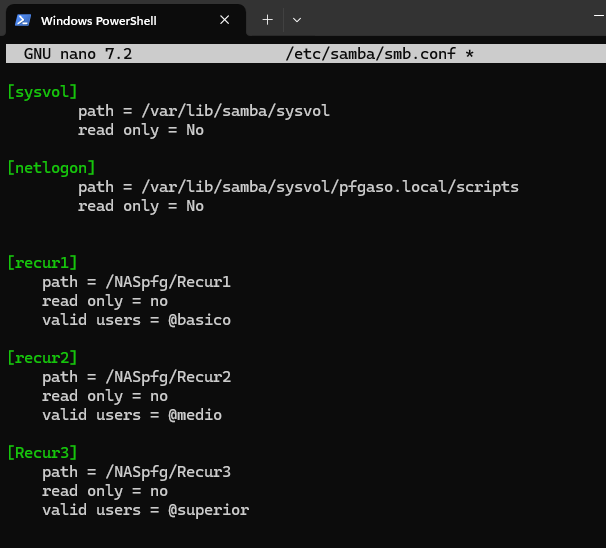 Windows PowerShell
GNU nano 7.2 /etc/samba/smb.conf *
[sysvol]
path = /var/lib/samba/sysvol
read only = No
[netlogon]
path = /var/lib/samba/sysvol/pfgaso.local/scripts
read only = No
[recur1]
path = /NASpfg/Recur1
read only = no
valid users = @basico
[recur2]
path = /NASpfg/Recur2
read only = no
valid users = @medio
[Recur3]
path = /NASpfg/Recur3
read only = no
valid users = @superior